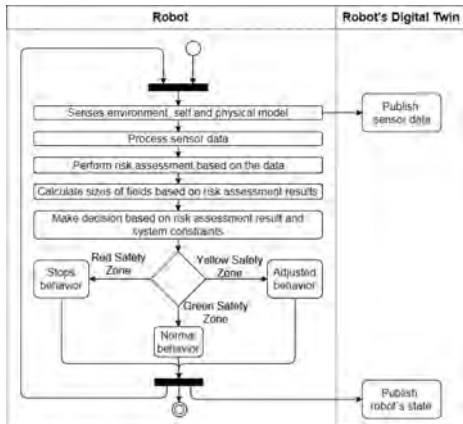 Robot
Robot's Digital Twin
Senses environment, self and physical model
Publish
sensor data
Process sensor data
Perform risk assessment based on the data
Calculate sizes of fields based on risk assessment results
Make decision based on risk assessment result and
system constraints
Red Safety
Zone
Yellow Safety
Zone
Stops
behavior
Adjusted
behavior
Green Safety
Zone
Normal
behavior
Publish
robot's state